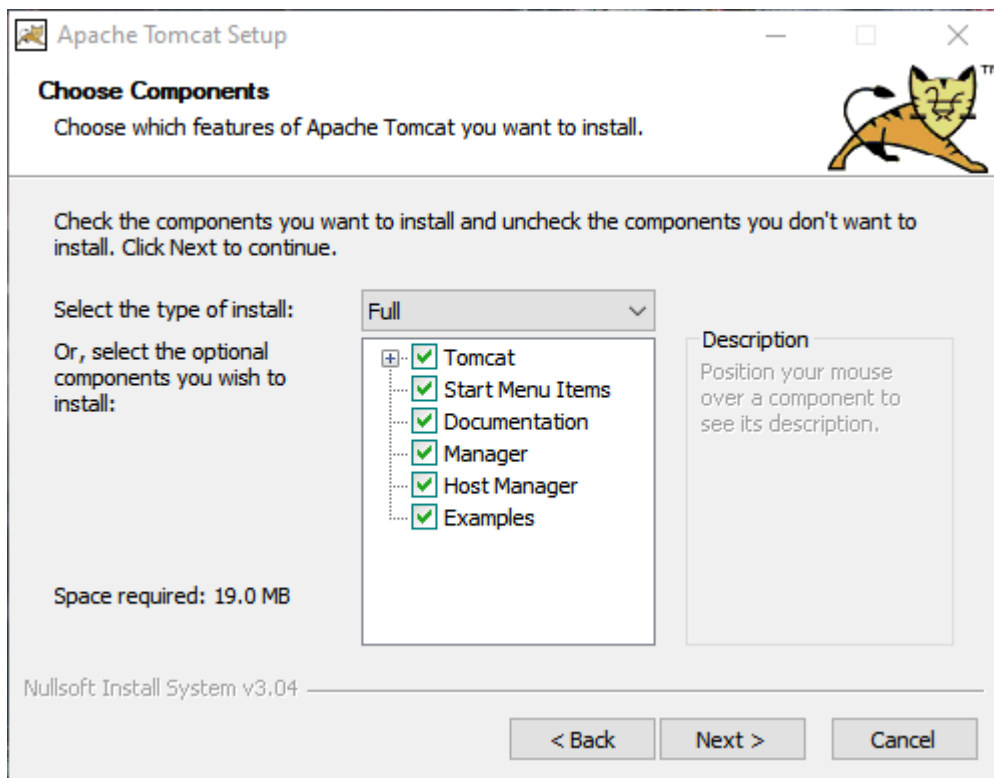 Apache Tomcat Setup
Choose Components
Choose which features of Apache Tomcat you want to install.
TM
Check the components you want to install and uncheck the components you don't want to
install. Click Next to continue.
Select the type of install:
Full
Or, select the optional
components you wish to
install:
Tomcat
Start Menu Items
Documentation
Manager
Host Manager
Examples
Description
Position your mouse
over a component to
see its description.
Space required: 19.0 MB
Nullsoft Install System v3.04
< Back
Next >
Cancel